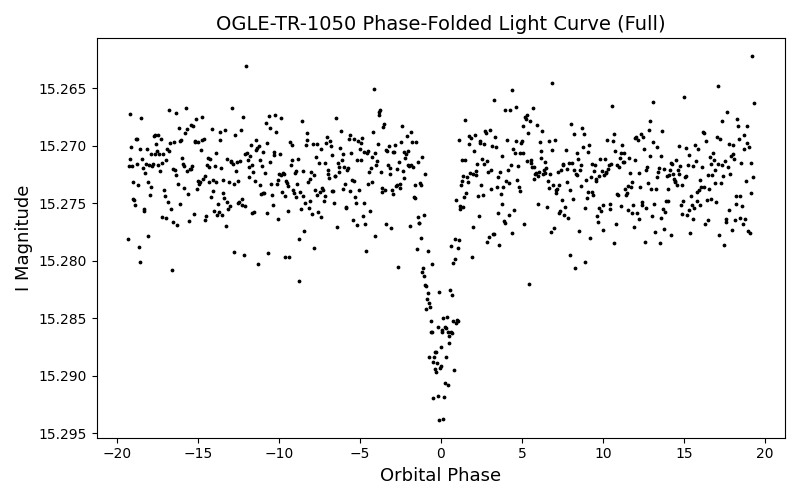 OGLE-TR-1050 Phase-Folded Light Curve (Full)
I Magnitude
15.265
15.270
15.275
15.280
15.285
15.290
15.295
−20 −15 −10 −5 0 5 10 15 20
Orbital Phase